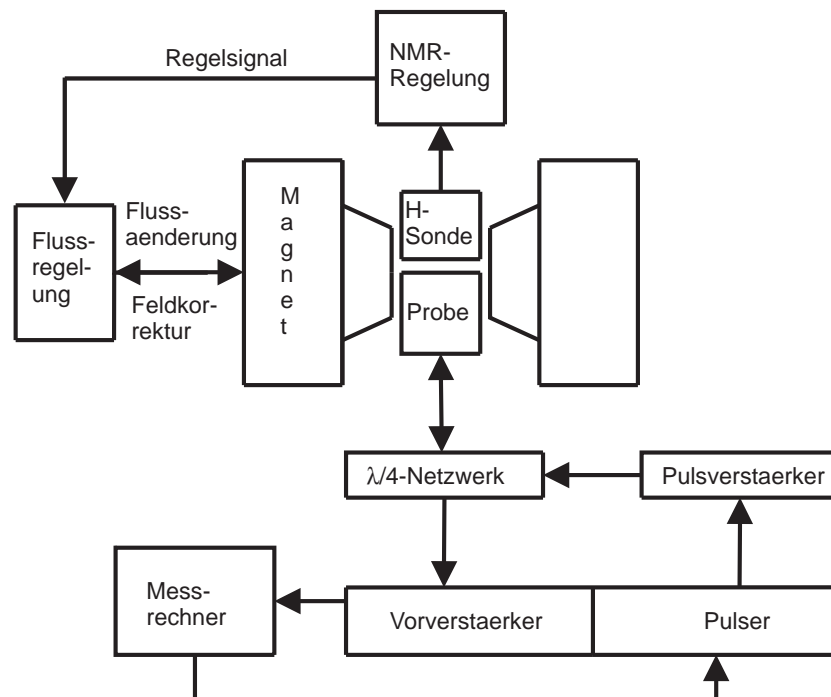 NMR-
Regelung
Regelsignal
M
a
g
n
e
t
H-
Sonde
Fluss-
aenderung
Fluss-
regel-
ung
Feldkor-
rektur
Probe
λ/4-Netzwerk
Pulsverstaerker
Mess-
rechner
Vorverstaerker
Pulser